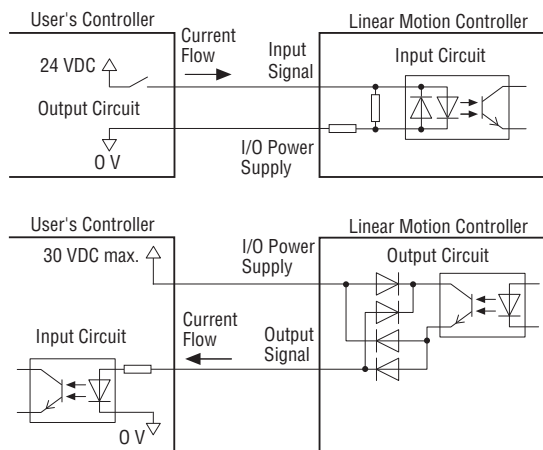 User's Controller
Linear Motion Controller
Current
Flow
Input
Signal
Input Circuit
24 VDC
Output Circuit
0 V
I/O Power
Supply
User's Controller
Linear Motion Controller
30 VDC max.
I/O Power
Supply
Output Circuit
Input Circuit
Current
Flow
Output
Signal
0 V